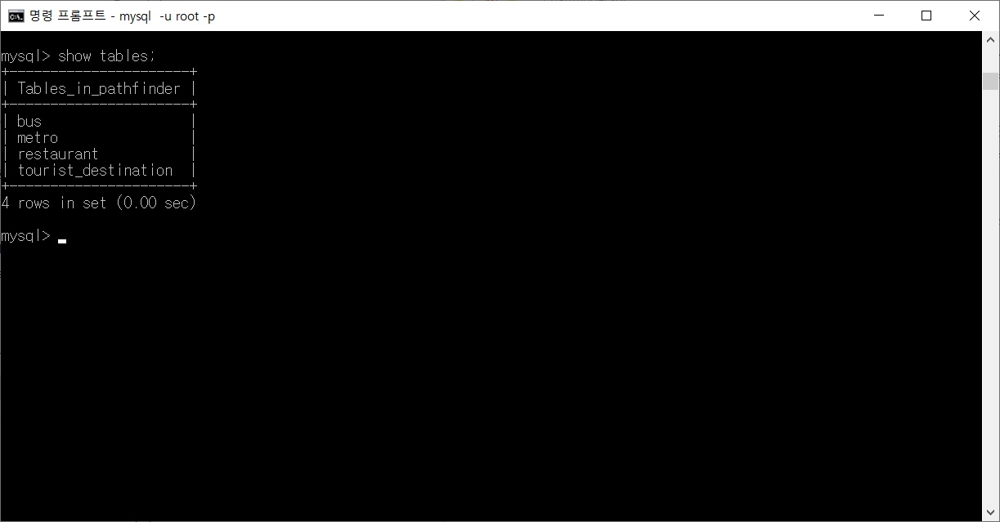 명령 프롬프트 - mysql  -u root -p
mysql> show tables;
+----------------------+
| Tables_in_pathfinder |
+----------------------+
| bus                  |
| metro                |
| restaurant           |
| tourist_destination  |
+----------------------+
4 rows in set (0.00 sec)
mysql>